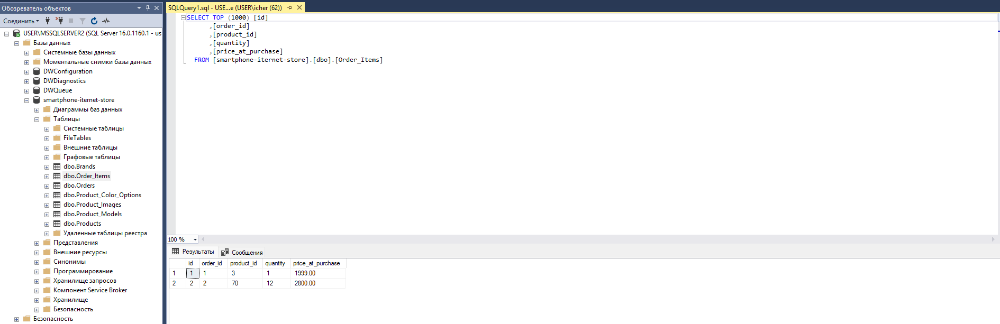 Обозреватель объектов
Соединить
USER\MSSQLSERVER2 (SQL Server 16.0.1160.1 - us
Базы данных
Системные базы данных
Моментальные снимки базы данных
DWConfiguration
DWDiagnostics
DWQueue
smartphone-iternet-store
Диаграммы баз данных
Таблицы
Системные таблицы
FileTables
Внешние таблицы
Графовые таблицы
dbo.Brands
dbo.Order_Items
dbo.Orders
dbo.Product_Color_Options
dbo.Product_Images
dbo.Product_Models
dbo.Products
Удаленные таблицы реестра
Представления
Внешние ресурсы
Синонимы
Программирование
Хранилище запросов
Компонент Service Broker
Хранилище
Безопасность
Безопасность
SQLQuery1.sql - USE...e (USER\icher (62))
SELECT TOP (1000) [id]
,[order_id]
,[product_id]
,[quantity]
,[price_at_purchase]
FROM [smartphone-iternet-store].[dbo].[Order_Items]
100 %
Результаты Сообщения
id order_id product_id quantity price_at_purchase
1 1 1 3 1 1999.00
2 2 2 70 12 2800.00